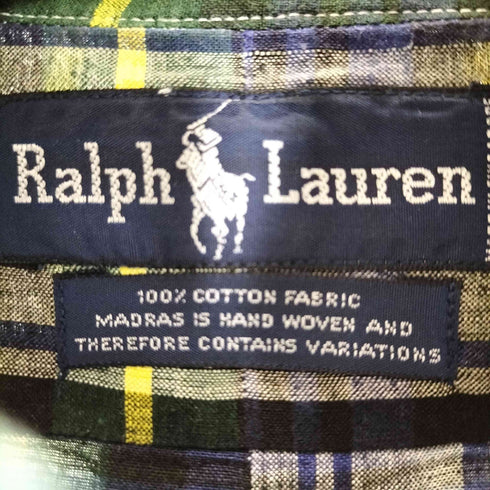 Ralph Lauren
100% COTTON FABRIC
MADRAS IS HAND WOVEN AND
THEREFORE CONTAINS VARIATIONS